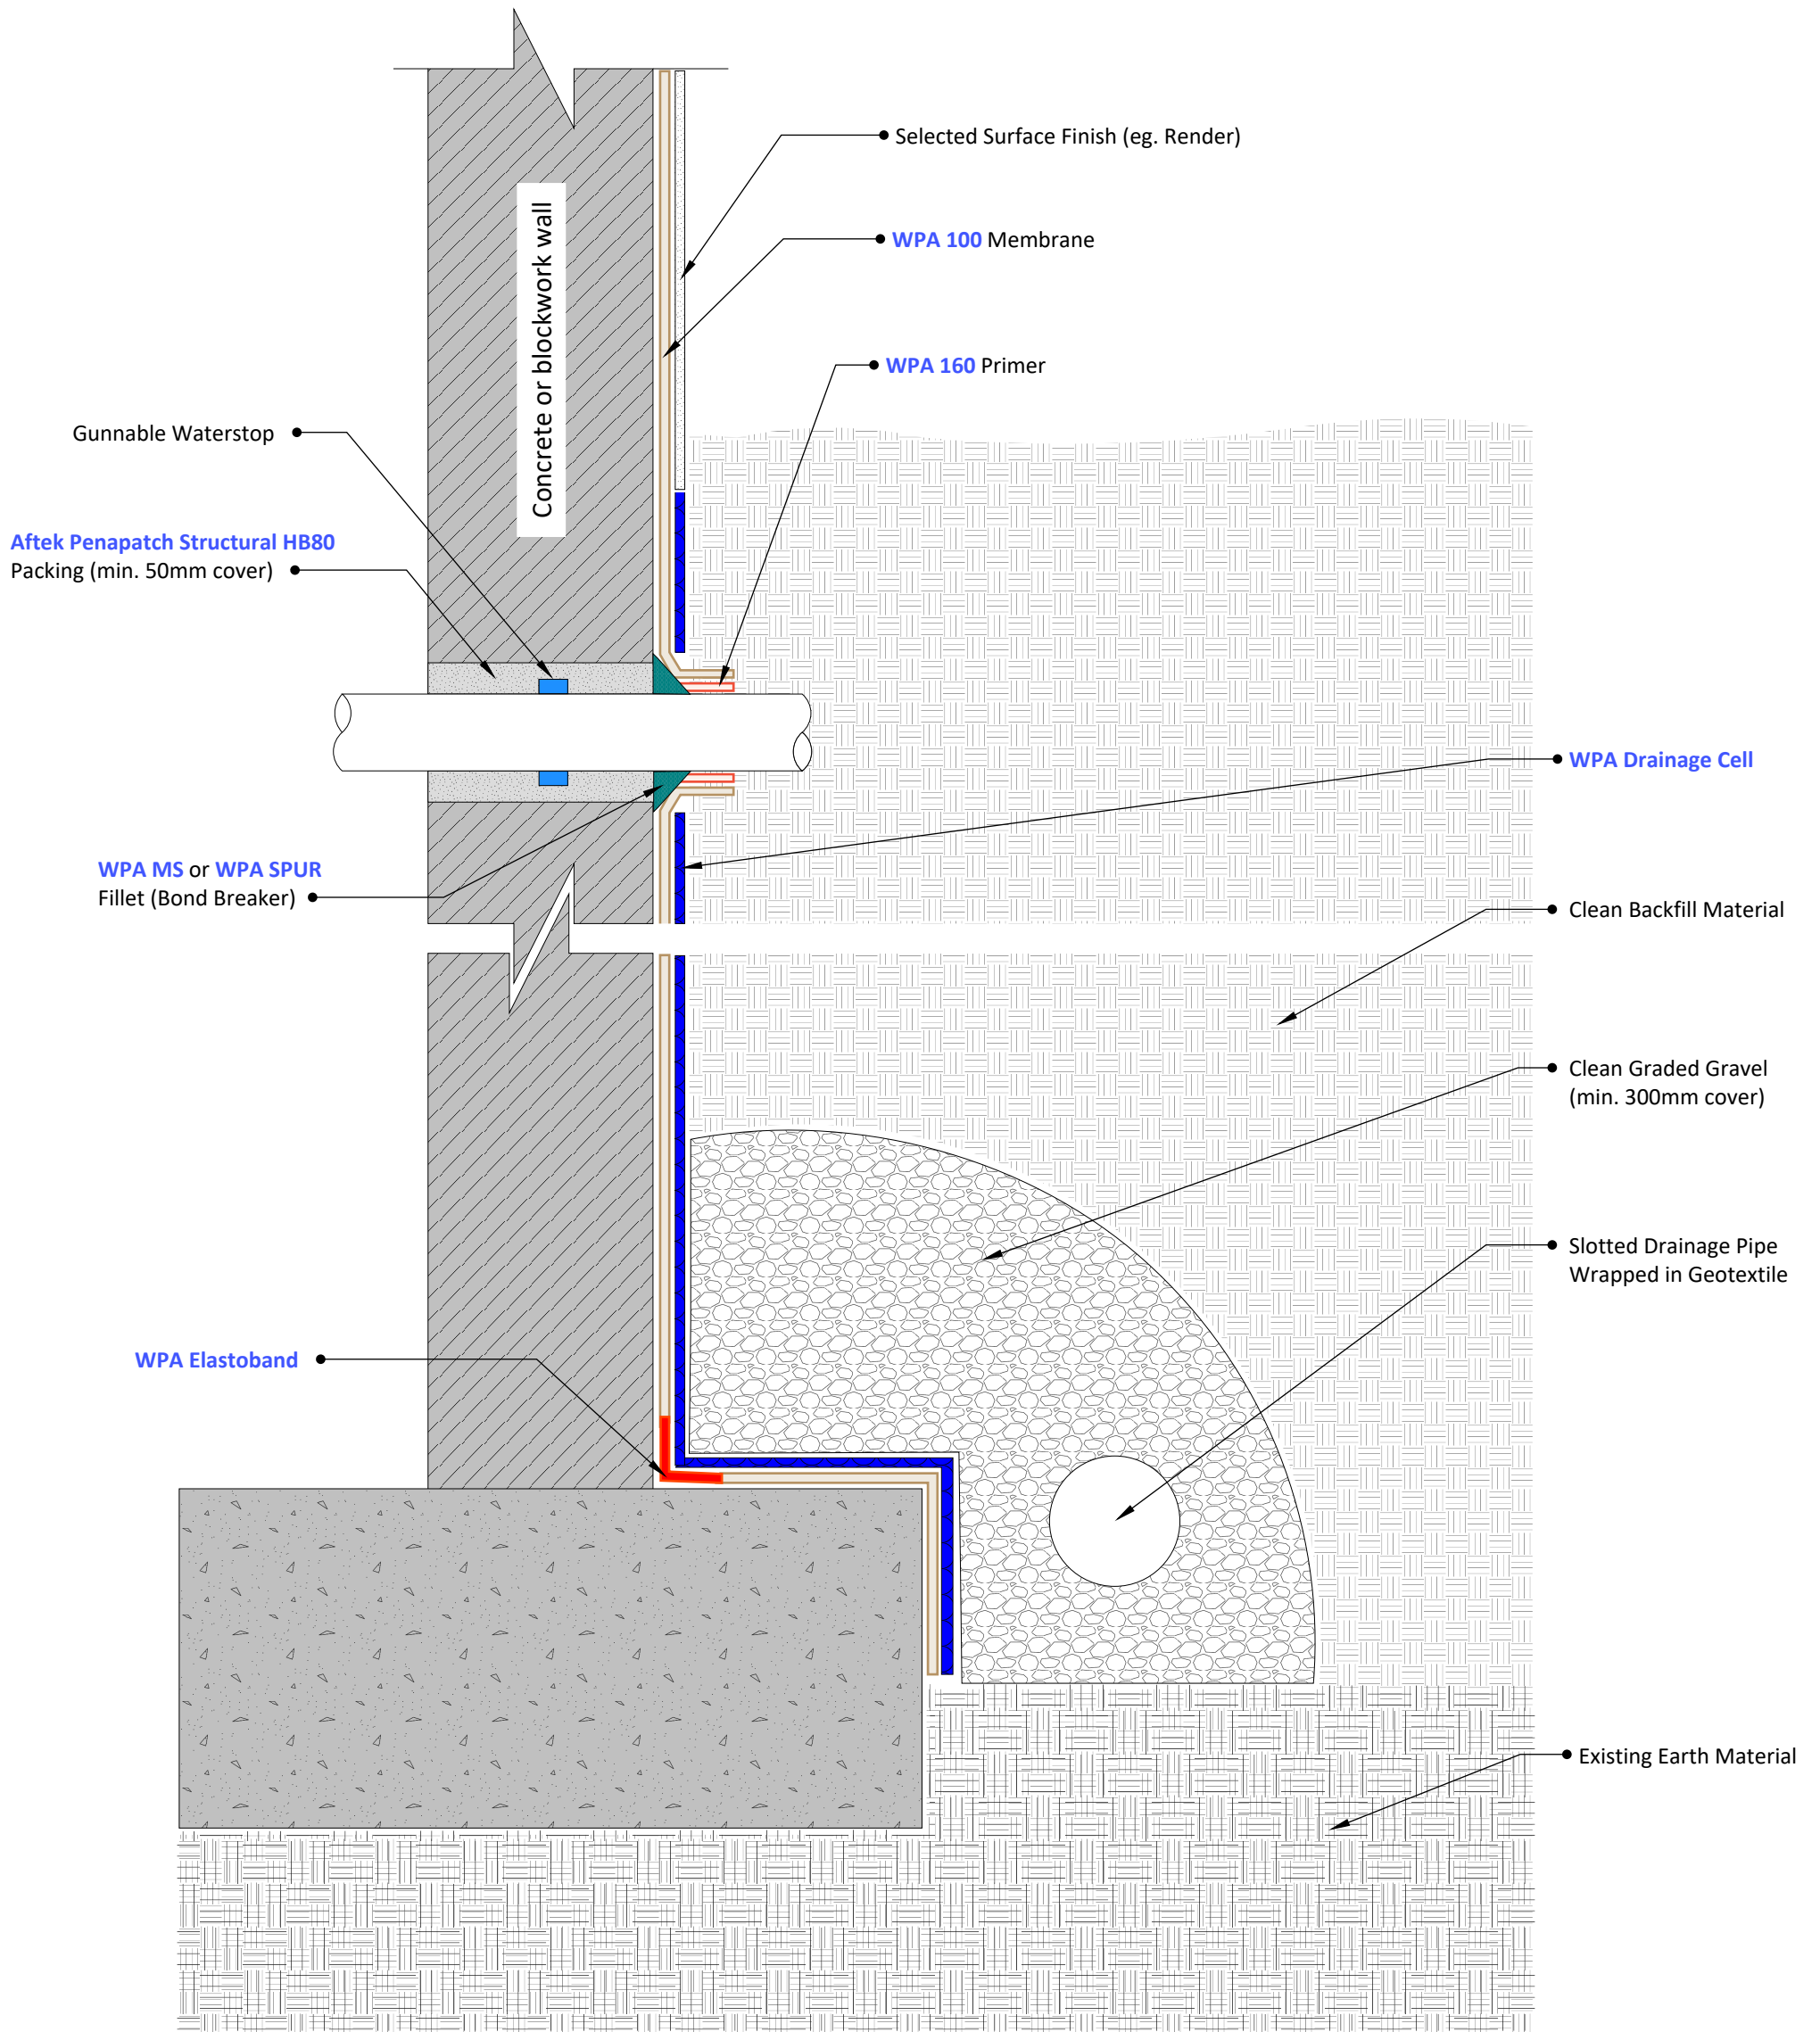 Selected Surface Finish (eg. Render)
WPA 100 Membrane
Concrete or blockwork wall
WPA 160 Primer
Gunnable Waterstop
Aftek Penapatch Structural HB80
Packing (min. 50mm cover)
WPA Drainage Cell
WPA MS or WPA SPUR
Fillet (Bond Breaker)
Clean Backfill Material
Clean Graded Gravel
(min. 300mm cover)
Slotted Drainage Pipe
Wrapped in Geotextile
WPA Elastoband
Existing Earth Material